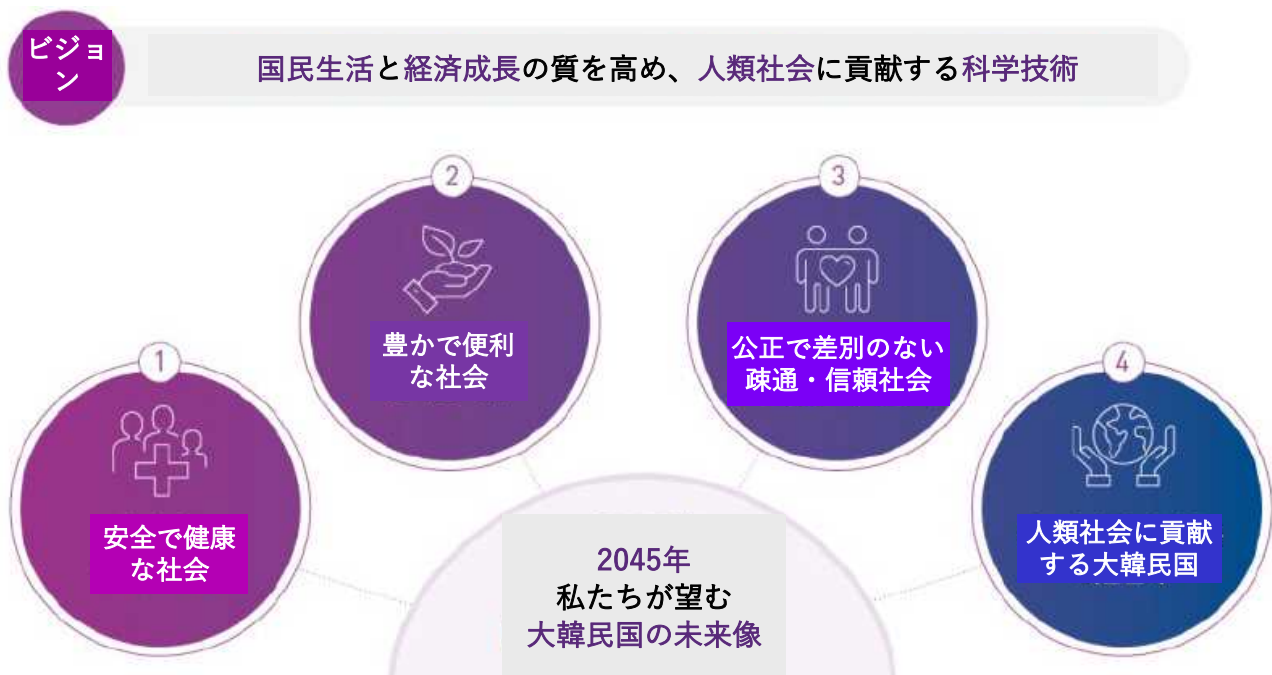 ビジョ
ン
国民生活と経済成長の質を高め、人類社会に貢献する科学技術
1
安全で健康
な社会
2
豊かで便利
な社会
3
公正で差別のない
疎通・信頼社会
4
人類社会に貢献
する大韓民国
2045年
私たちが望む
大韓民国の未来像